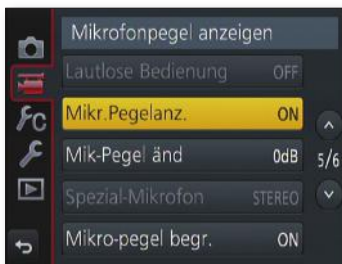 Mikrofonpegel anzeigen
Lautlose Bedienung OFF
Mikr.Pegelanz. ON
Mik-Pegel änd 0dB
5/6
Spezial-Mikrofon STEREO
Mikro-pegel begr. ON
FC